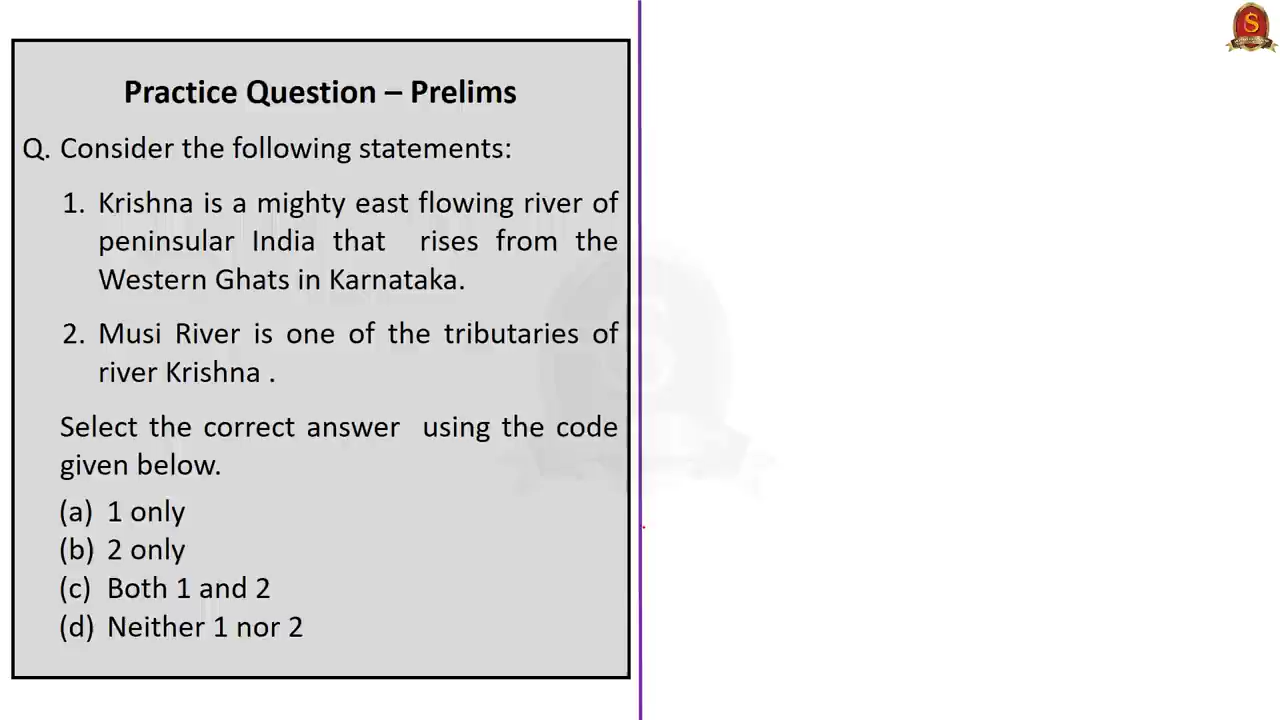 Practice Question – Prelims
Q. Consider the following statements:
1. Krishna is a mighty east flowing river of
peninsular India that rises from the
Western Ghats in Karnataka.
2. Musi River is one of the tributaries of
river Krishna .
Select the correct answer using the code
given below.
(a) 1 only
(b) 2 only
(c) Both 1 and 2
(d) Neither 1 nor 2
S